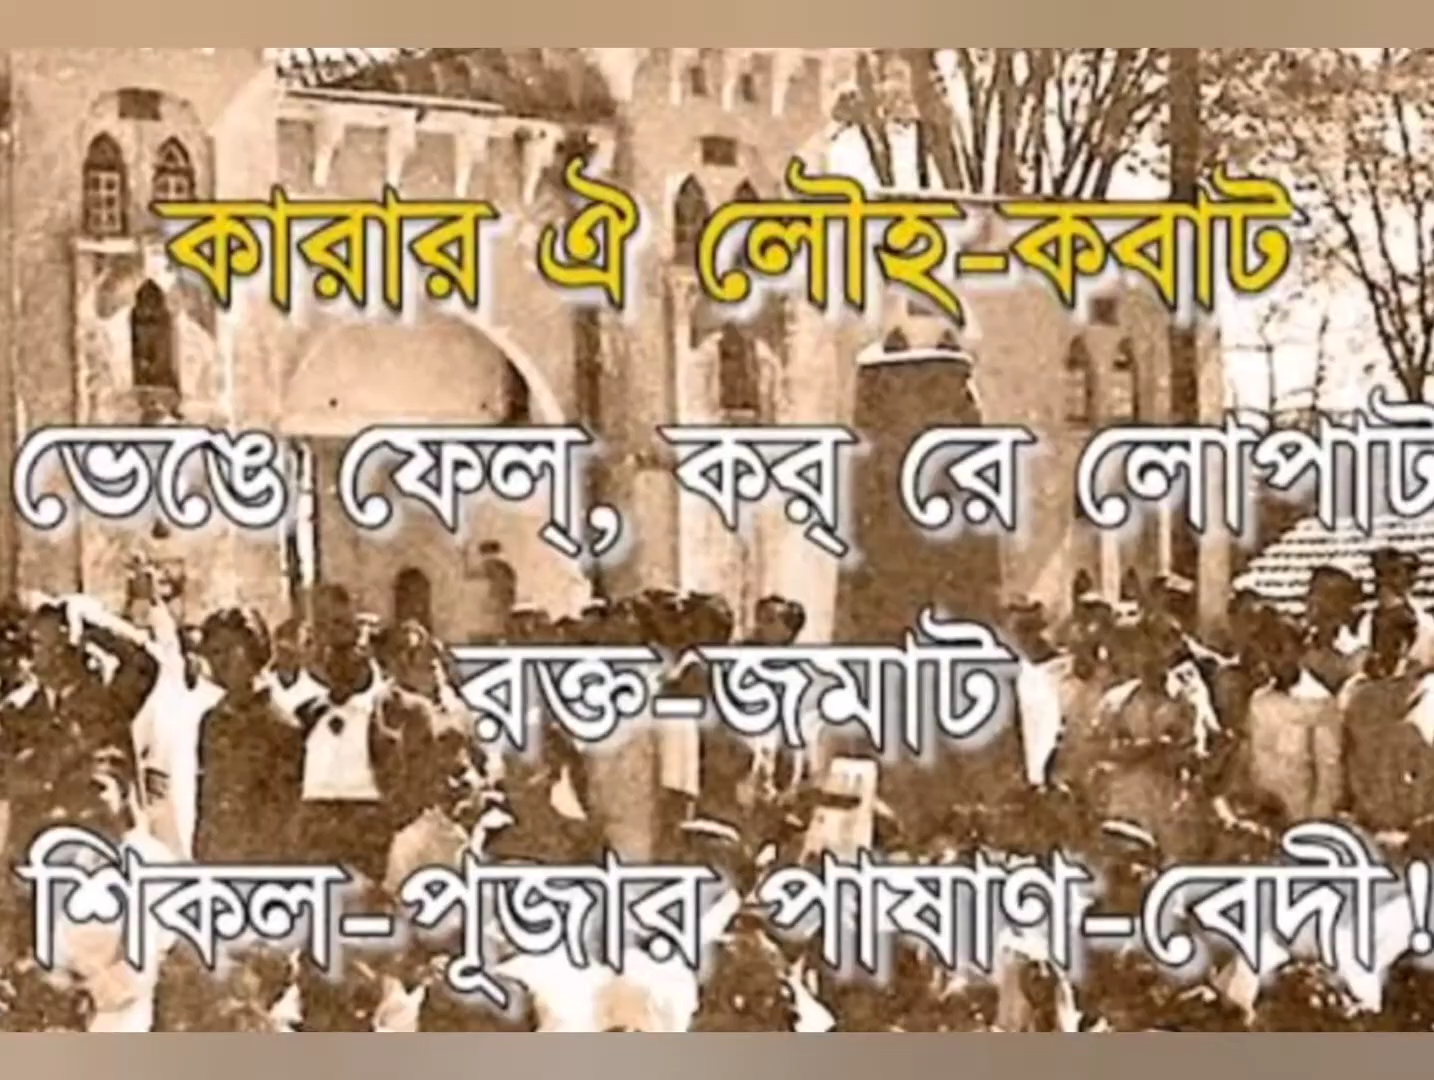 কারার ঐ লৌহ-কবাট
ভেঙে ফেল্, কর্ রে লোপাট
রক্ত-জমাট
শিকল-পূজার পাষাণ-বেদী!